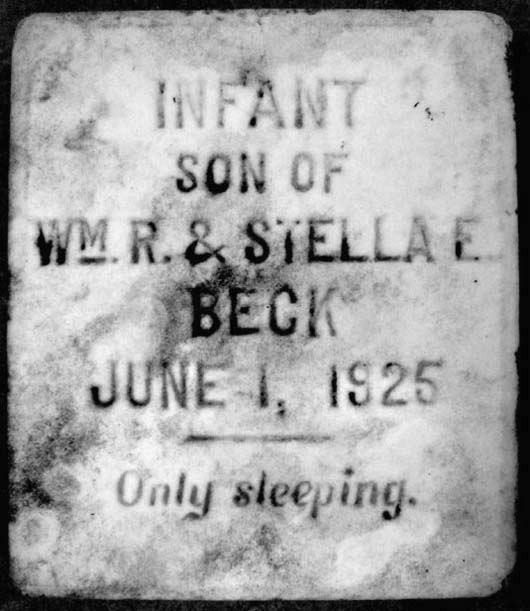 INFANT
SON OF
WM. R. & STELLA E.
BECK
JUNE 1, 1925
Only sleeping.